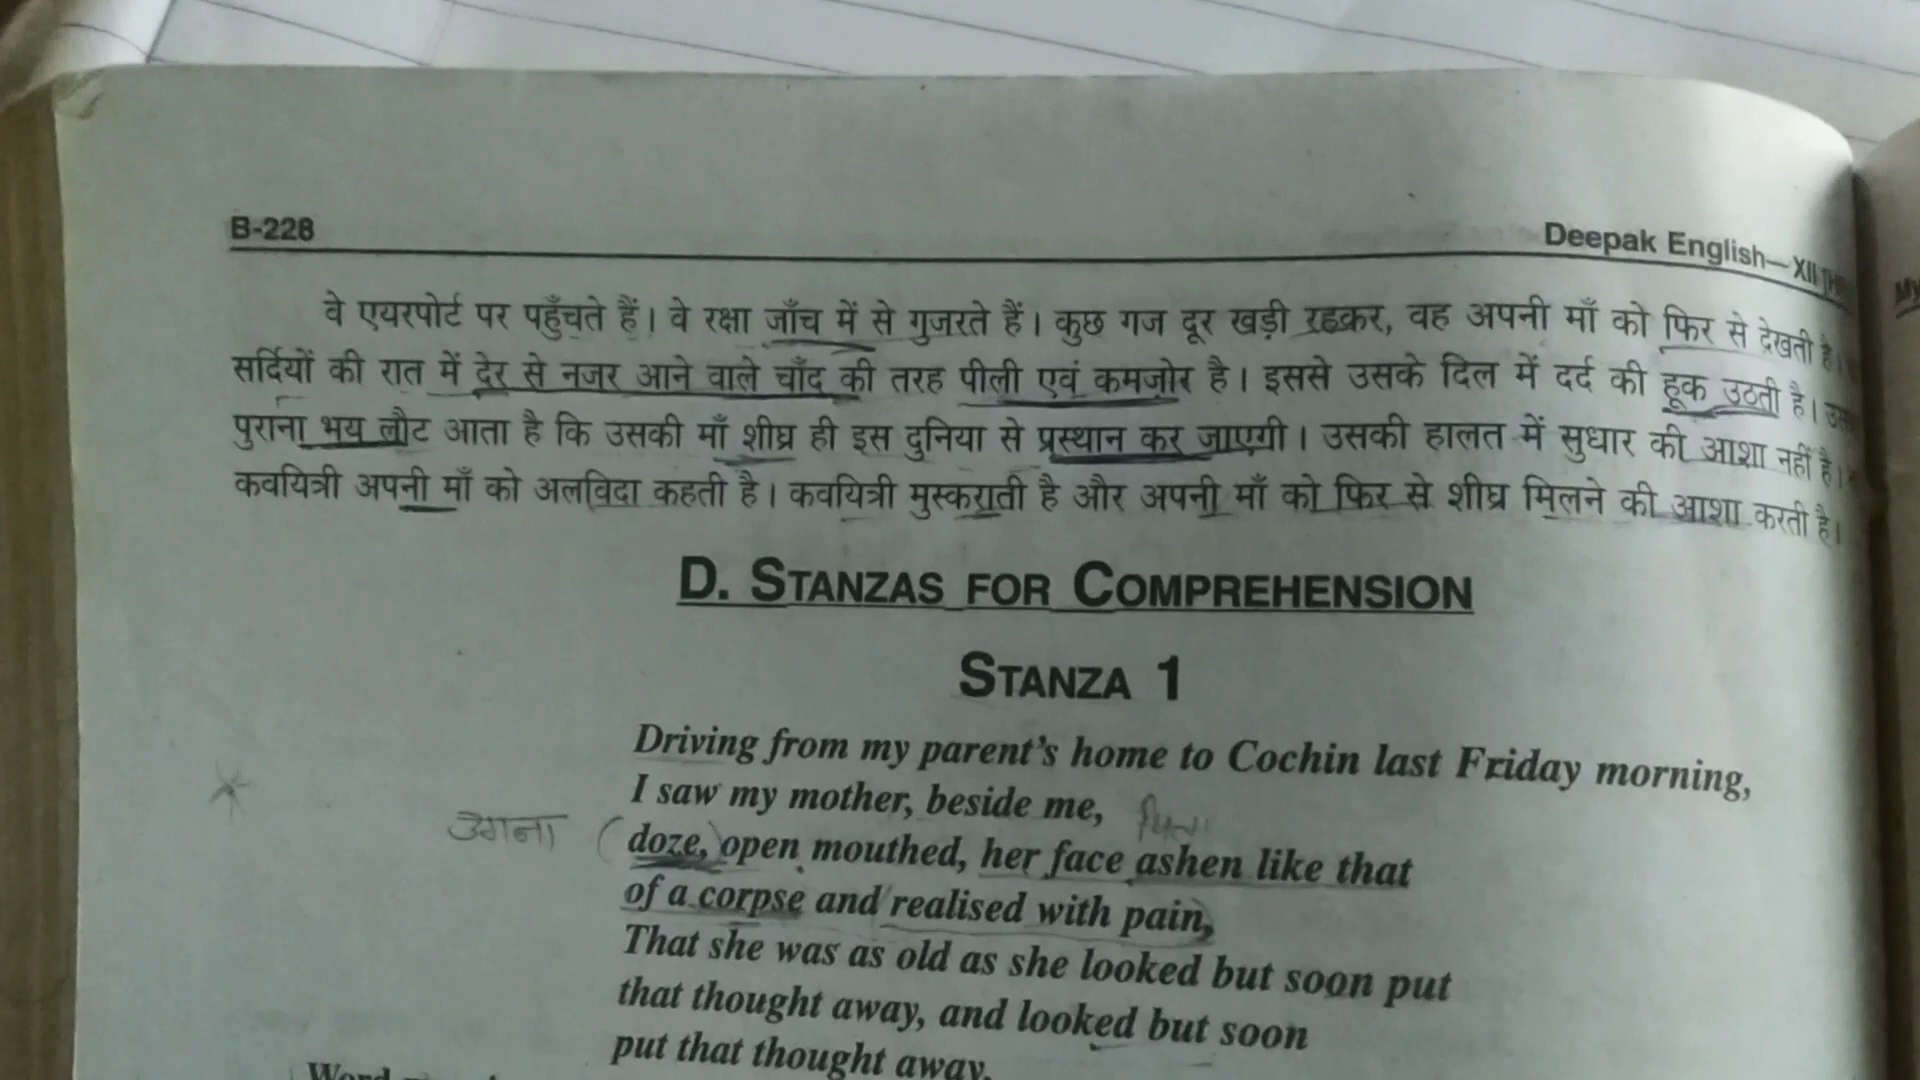 B-228
Deepak English—XII
वे एयरपोर्ट पर पहुँचते हैं। वे रक्षा जाँच में से गुजरते हैं। कुछ गज दूर खड़ी रहकर, वह अपनी माँ को फिर से देखती है।
सर्दियों की रात में देर से नजर आने वाले चाँद की तरह पीली एवं कमजोर है। इससे उसके दिल में दर्द की हूक उठती है।
पुराना भय लौट आता है कि उसकी माँ शीघ्र ही इस दुनिया से प्रस्थान कर जाएगी। उसकी हालत में सुधार की आशा नहीं है।
कवयित्री अपनी माँ को अलविदा कहती है। कवयित्री मुस्कराती है और अपनी माँ को फिर से शीघ्र मिलने की आशा करती है।
D. STANZAS FOR COMPREHENSION
STANZA 1
Driving from my parent's home to Cochin last Friday morning,
I saw my mother, beside me,
उगना (doze,) open mouthed, her face ashen like that
of a corpse and realised with pain,
That she was as old as she looked but soon put
that thought away, and looked but soon
put that thought away.